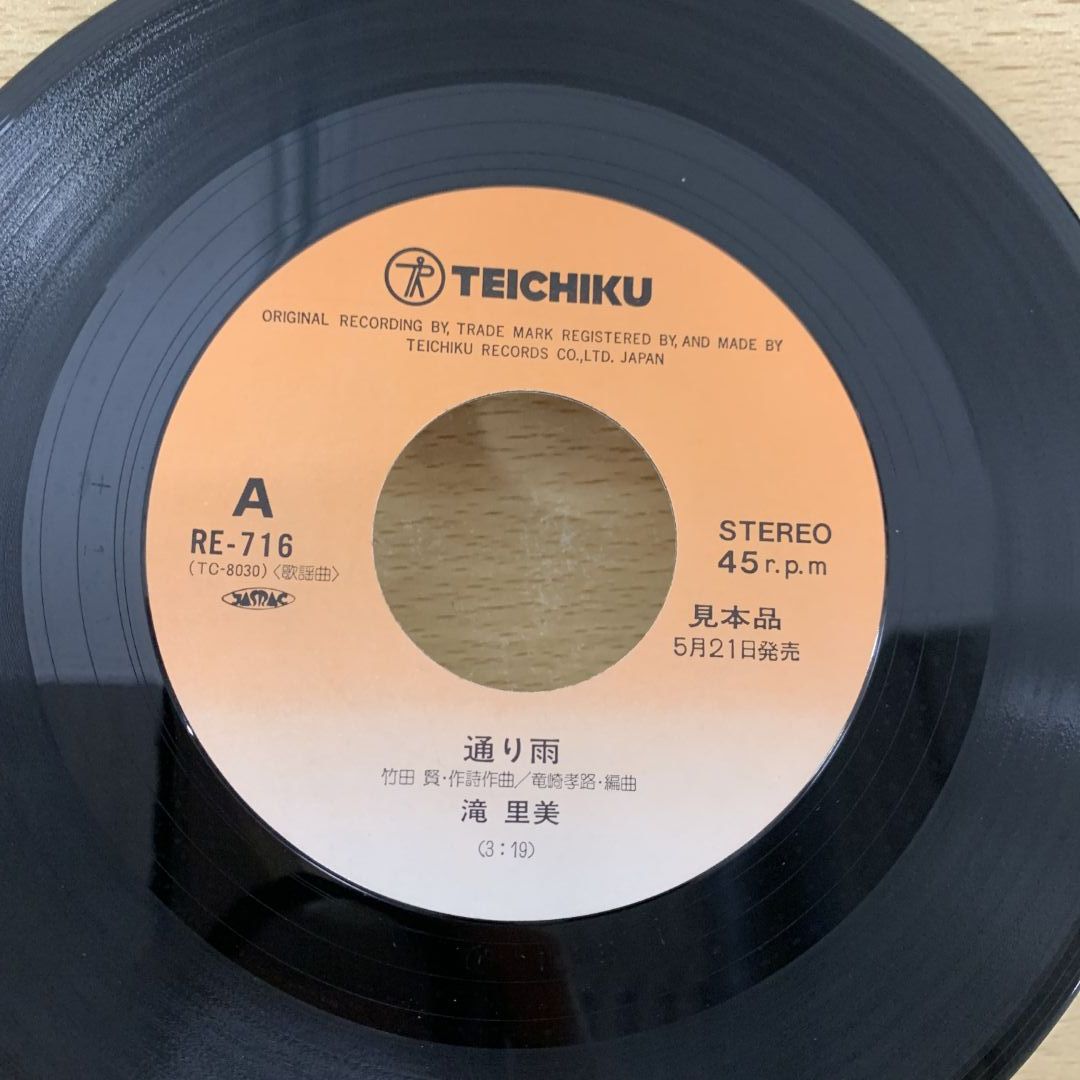 TEICHIKU
ORIGINAL RECORDING BY, TRADE MARK REGISTERED BY, AND MADE BY
TEICHIKU RECORDS CO.,LTD. JAPAN
A
RE-716
(TC-8030)〈歌謡曲〉
JASRAC
STEREO
45 r.p.m
見本品
5月21日発売
通り雨
竹田 賢・作詩作曲／竜崎孝路・編曲
滝 里美
(3:19)